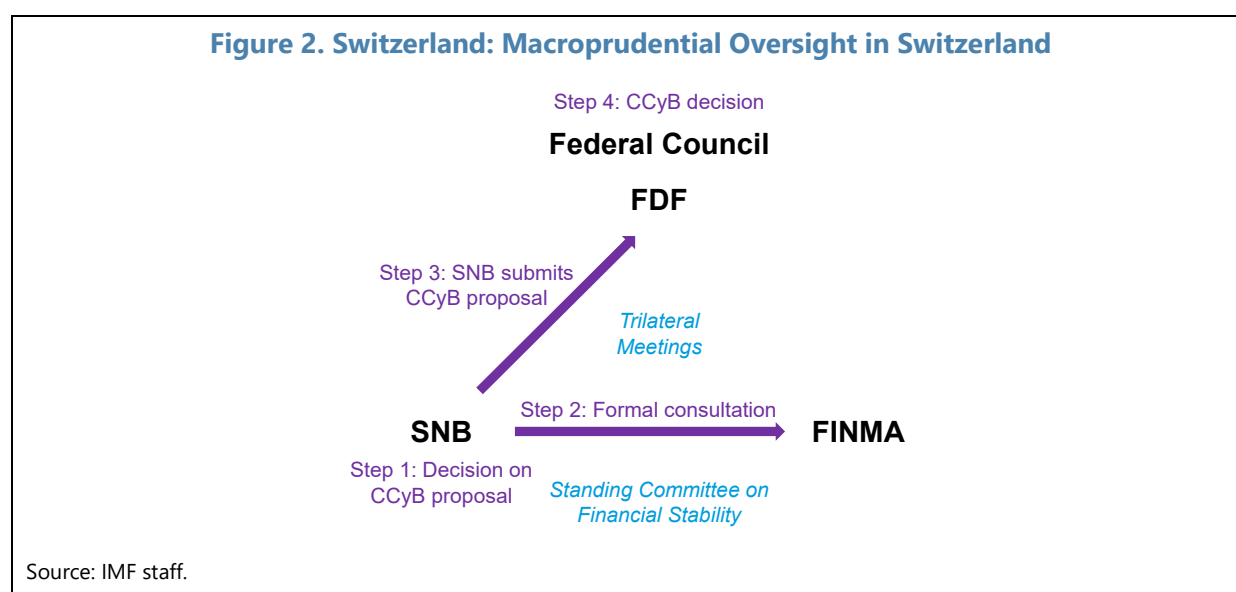 Figure 2. Switzerland: Macroprudential Oversight in Switzerland
Step 4: CCyB decision
Federal Council
FDF
Step 3: SNB submits
CCyB proposal
Trilateral
Meetings
Step 2: Formal consultation
SNB
FINMA
Step 1: Decision on
CCyB proposal
Standing Committee on
Financial Stability
Source: IMF staff.